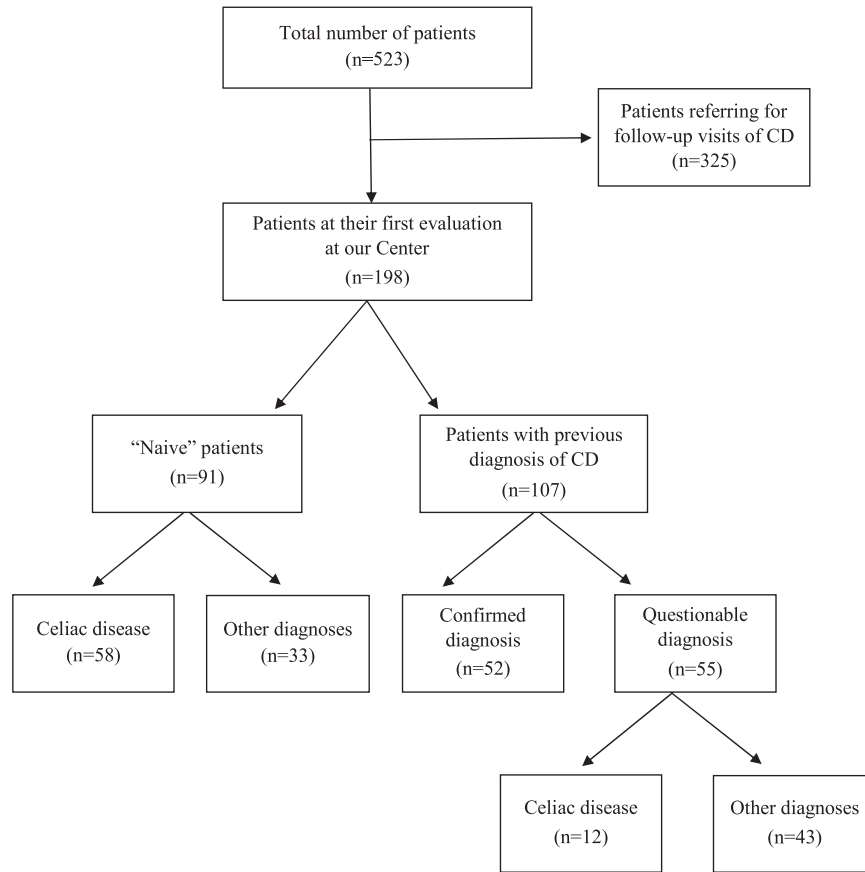 Total number of patients
(n=523)
Patients referring for
follow-up visits of CD
(n=325)
Patients at their first evaluation
at our Center
(n=198)
“Naive” patients
(n=91)
Patients with previous
diagnosis of CD
(n=107)
Celiac disease
(n=58)
Other diagnoses
(n=33)
Confirmed
diagnosis
(n=52)
Questionable
diagnosis
(n=55)
Celiac disease
(n=12)
Other diagnoses
(n=43)